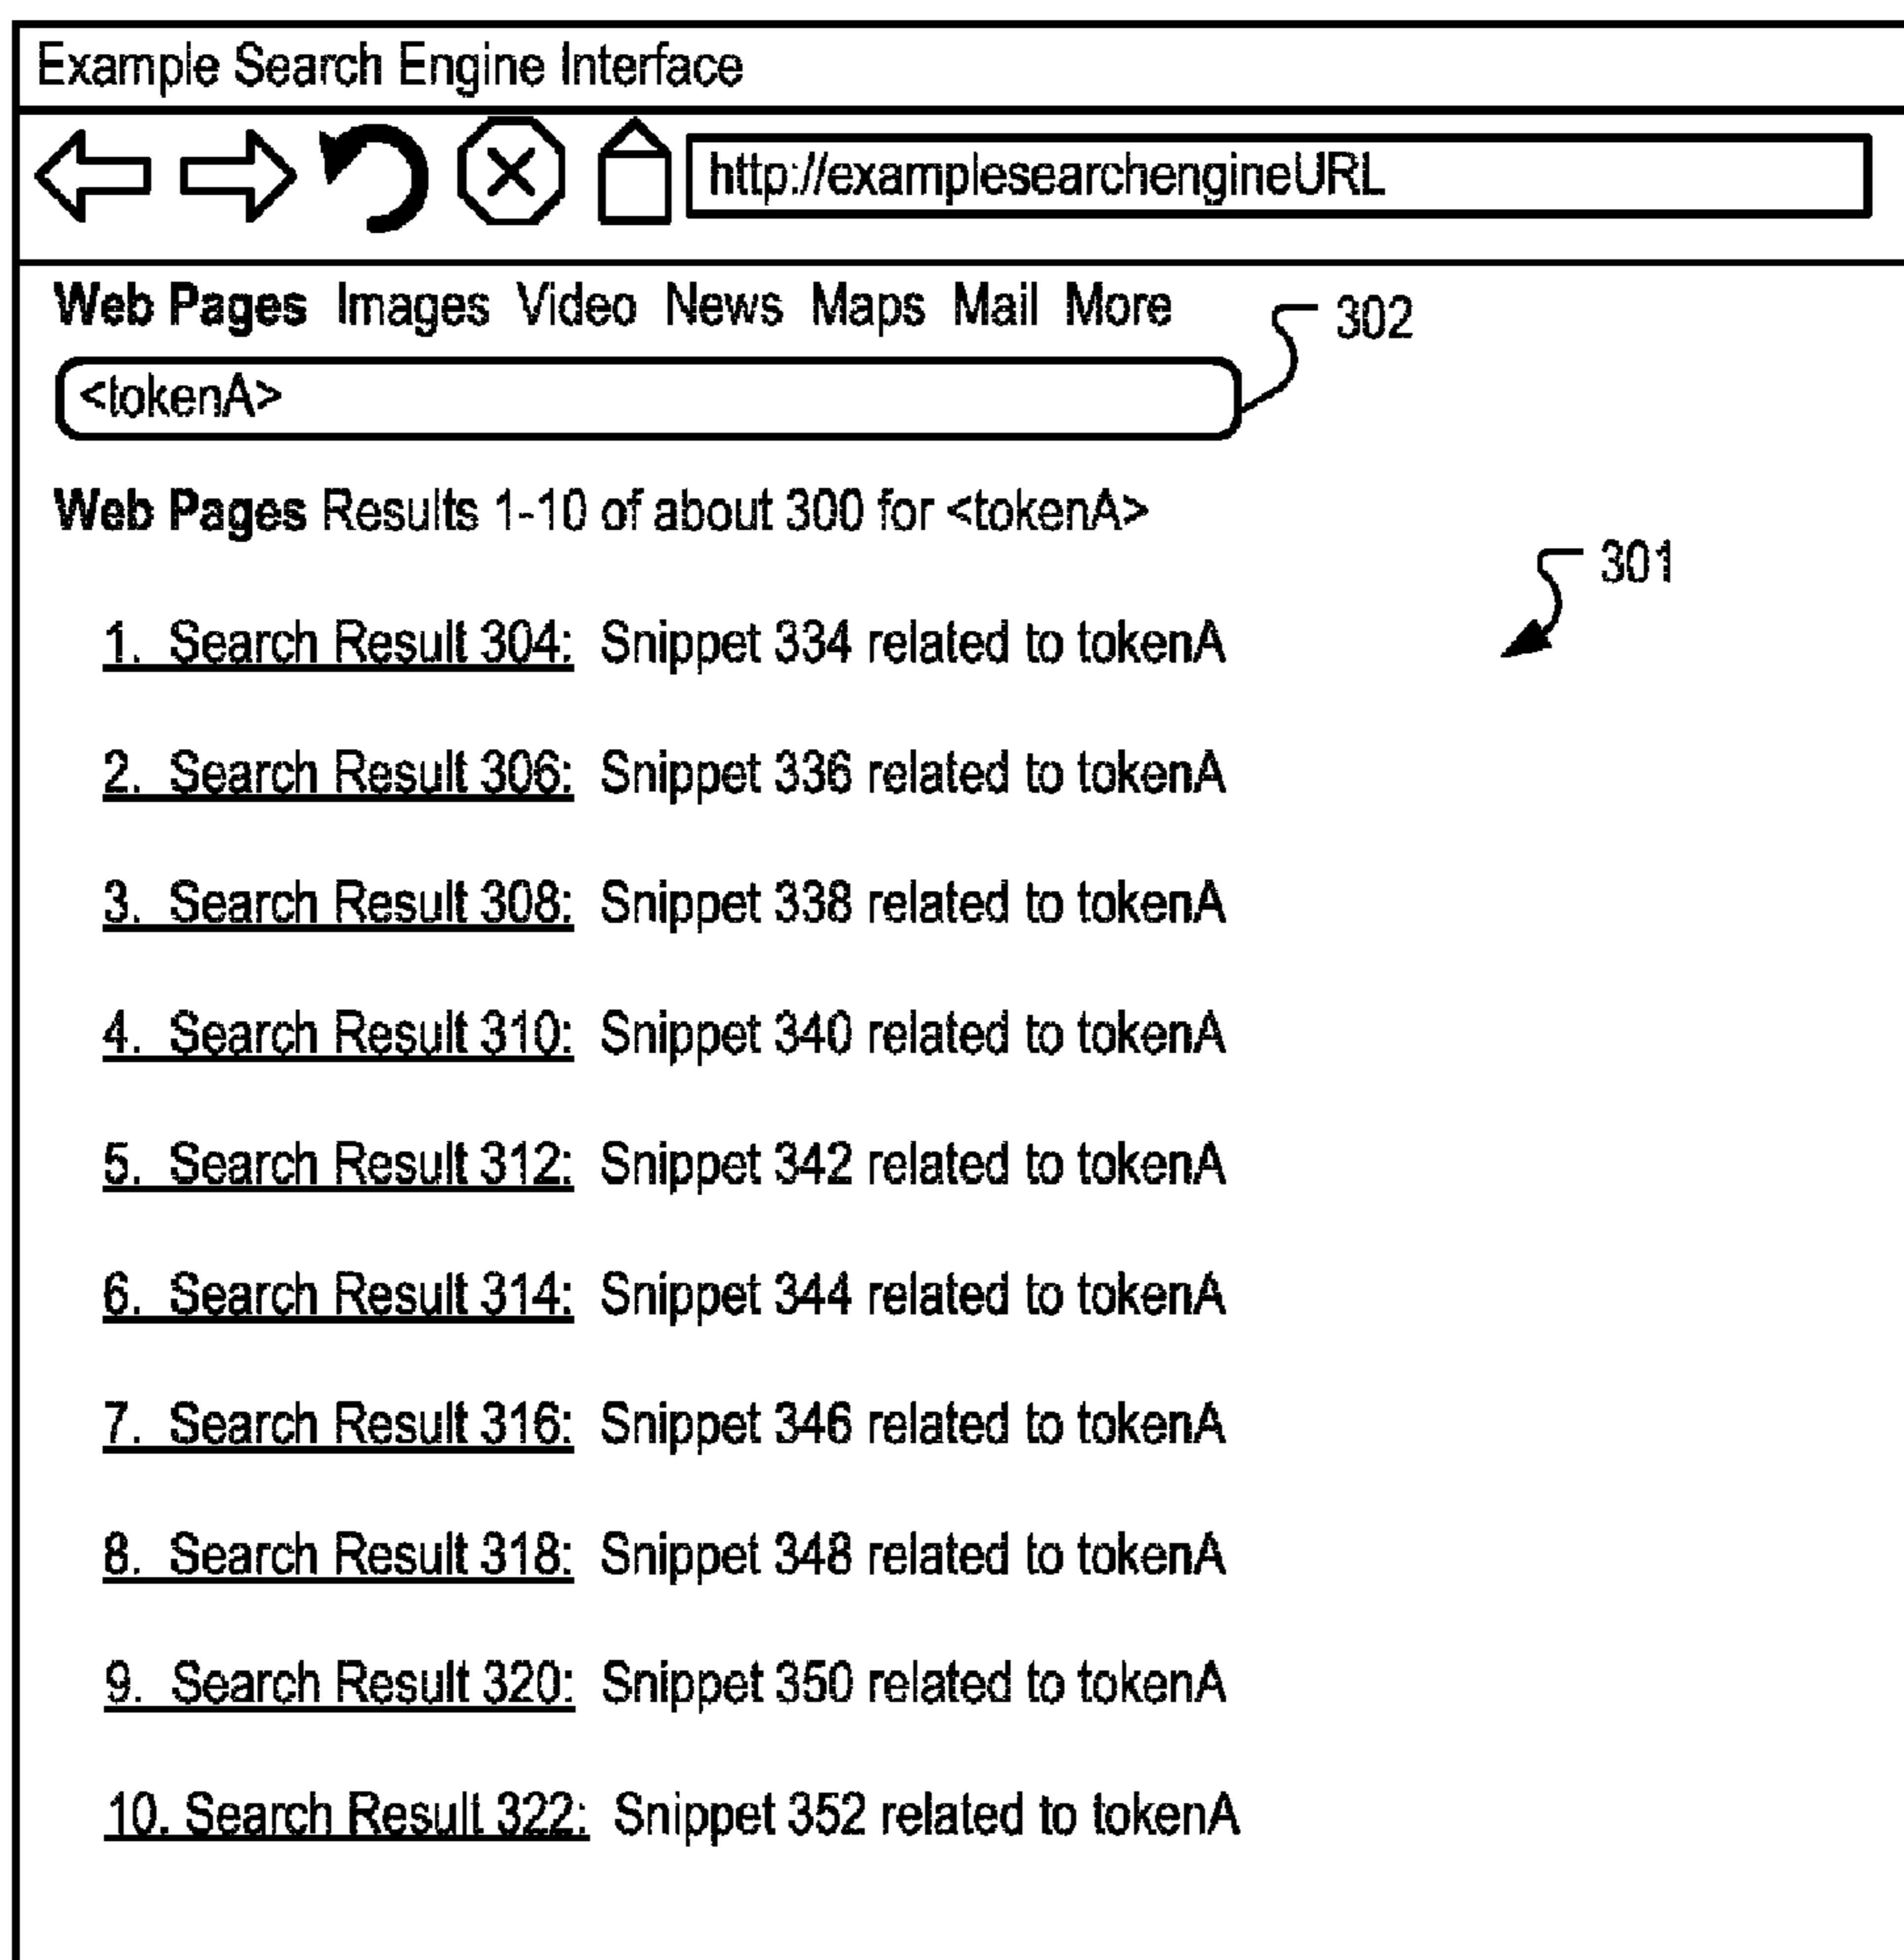 Example Search Engine Interface
http://examplesearchengineURL
Web Pages Images Video News Maps Mail More
302
<tokenA>
Web Pages Results 1-10 of about 300 for <tokenA>
301
1. Search Result 304: Snippet 334 related to tokenA
2. Search Result 306: Snippet 336 related to tokenA
3. Search Result 308: Snippet 338 related to tokenA
4. Search Result 310: Snippet 340 related to tokenA
5. Search Result 312: Snippet 342 related to tokenA
6. Search Result 314: Snippet 344 related to tokenA
7. Search Result 316: Snippet 346 related to tokenA
8. Search Result 318: Snippet 348 related to tokenA
9. Search Result 320: Snippet 350 related to tokenA
10. Search Result 322: Snippet 352 related to tokenA